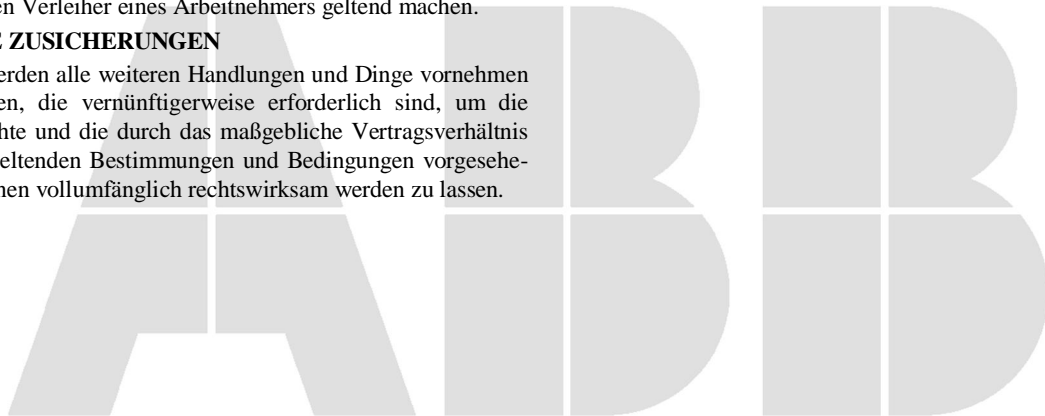 en Verleiher eines Arbeitnehmers geltend machen.
E ZUSICHERUNGEN
erden alle weiteren Handlungen und Dinge vornehmen
en, die vernünftigerweise erforderlich sind, um die
hte und die durch das maßgebliche Vertragsverhältnis
eltenden Bestimmungen und Bedingungen vorgesehe-
nen vollumfänglich rechtswirksam werden zu lassen.
ABB